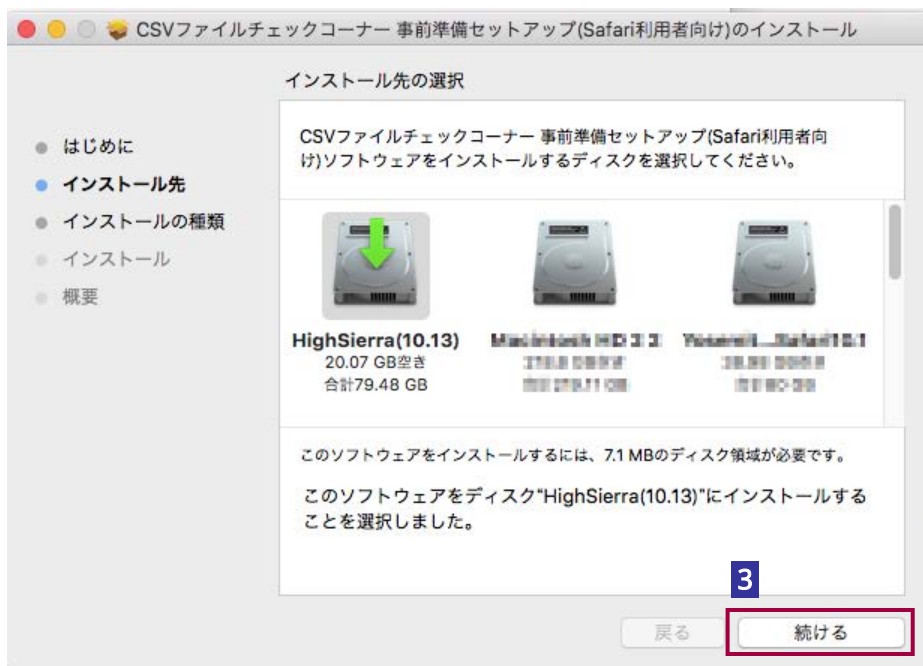 CSVファイルチェックコーナー 事前準備セットアップ(Safari利用者向け)のインストール
インストール先の選択
はじめに
インストール先
インストールの種類
インストール
概要
CSVファイルチェックコーナー 事前準備セットアップ(Safari利用者向
け)ソフトウェアをインストールするディスクを選択してください。
HighSierra(10.13)
20.07 GB空き
合計79.48 GB
このソフトウェアをインストールするには、7.1 MBのディスク領域が必要です。
このソフトウェアをディスク"HighSierra(10.13)"にインストールする
ことを選択しました。
3
戻る
続ける